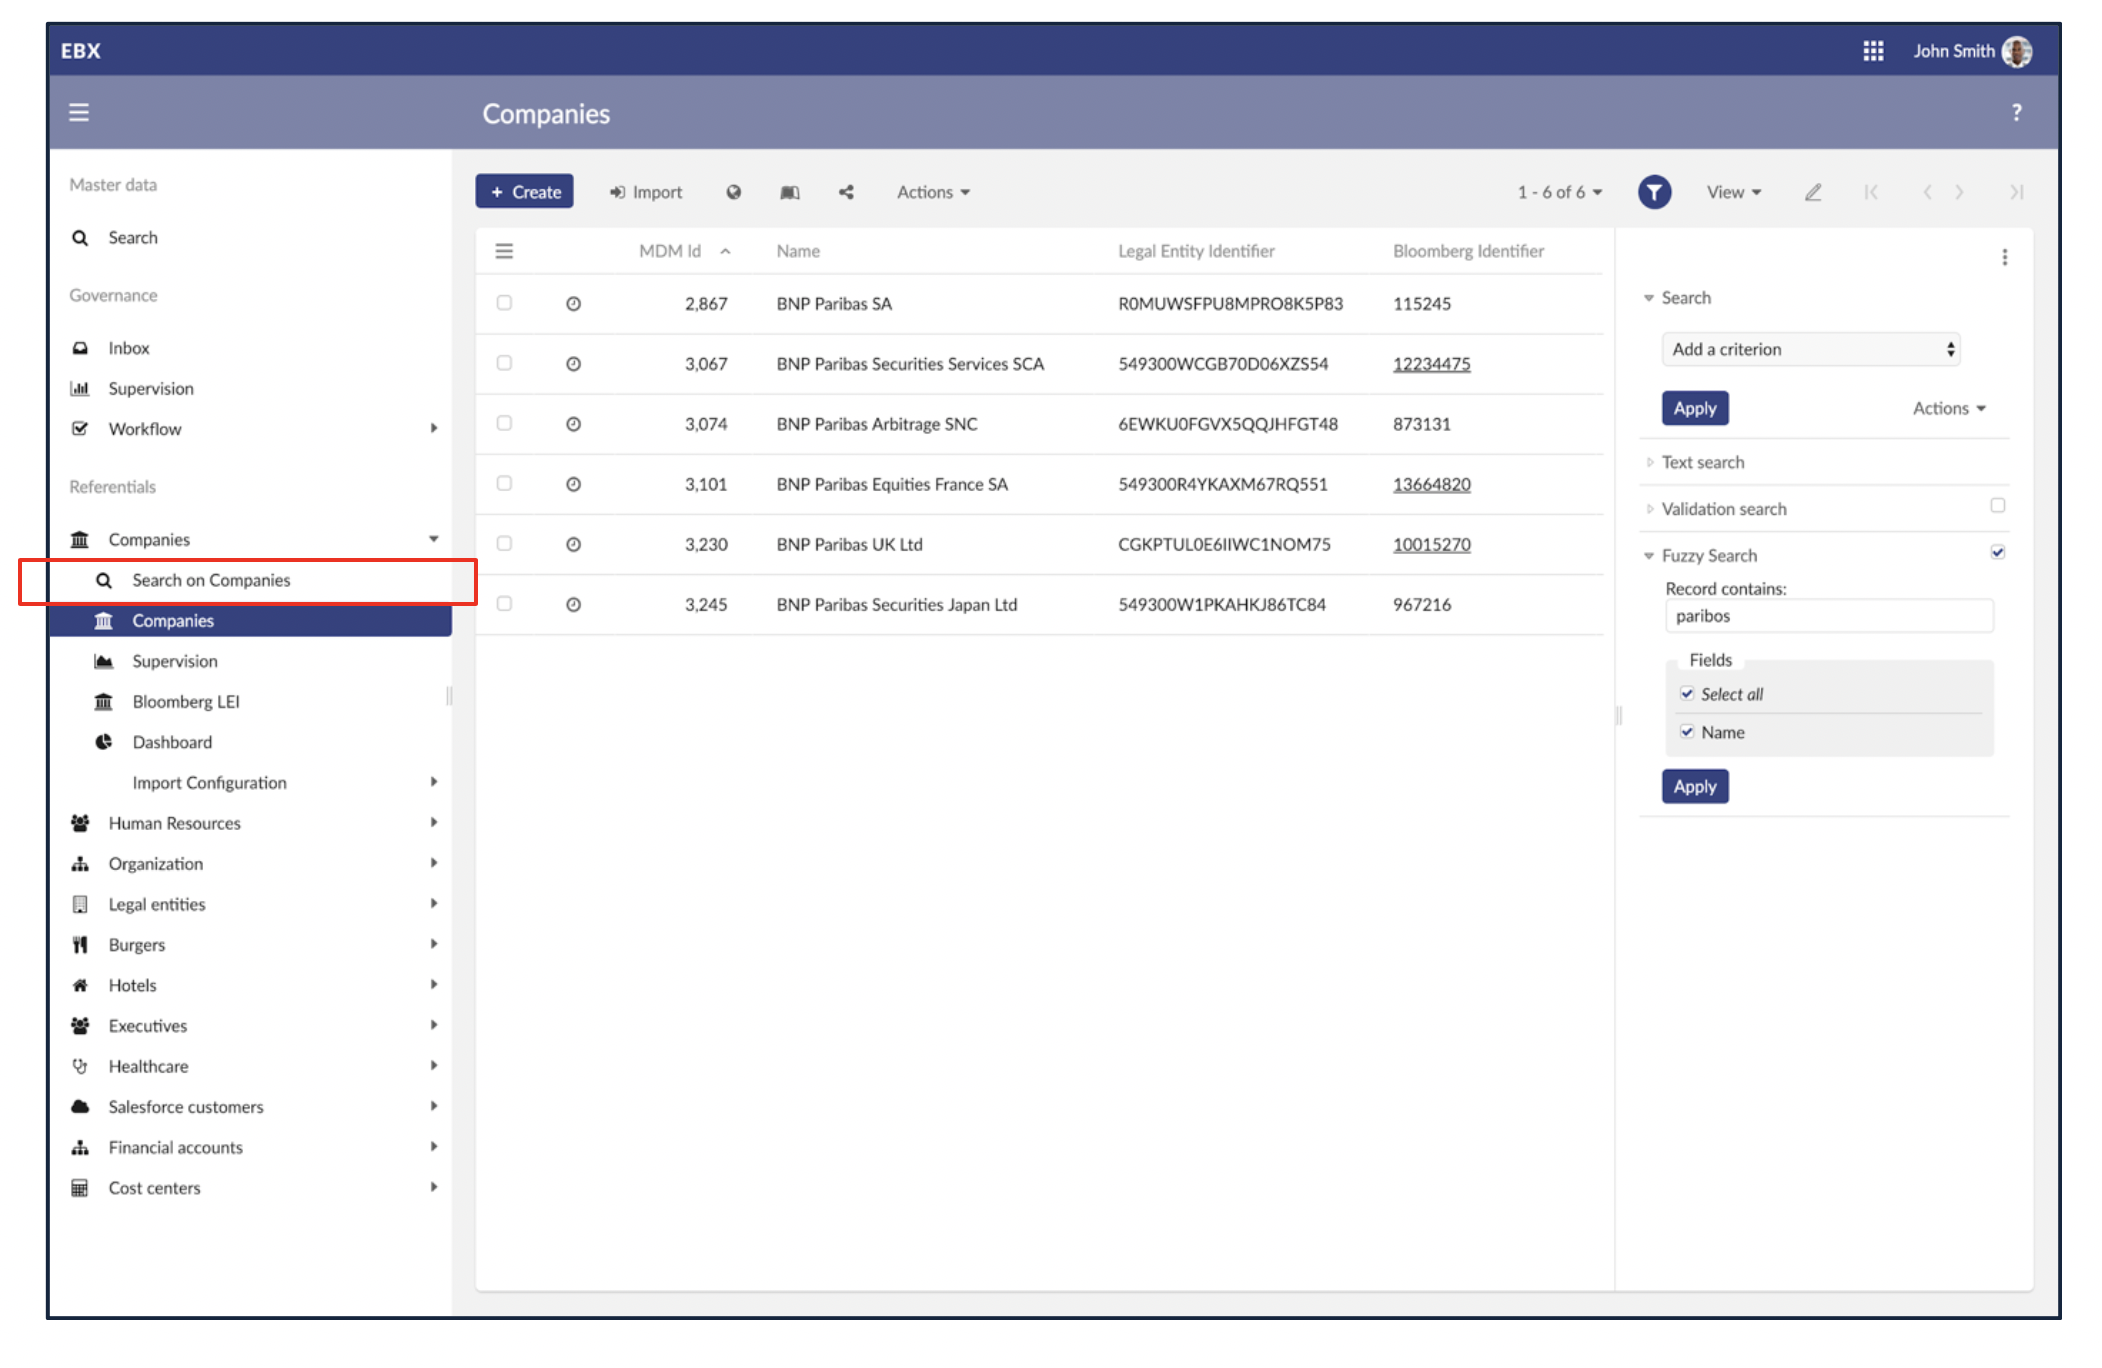 EBX
John Smith
Companies
?
Master data
Search
Governance
Inbox
Supervision
Workflow
Referentials
Companies
Search on Companies
Companies
Supervision
Bloomberg LEI
Dashboard
Import Configuration
Human Resources
Organization
Legal entities
Burgers
Hotels
Executives
Healthcare
Salesforce customers
Financial accounts
Cost centers
+ Create Import Actions 1 - 6 of 6 View
MDM Id Name Legal Entity Identifier Bloomberg Identifier
2,867 BNP Paribas SA R0MUWSFPU8MPRO8K5P83 115245
3,067 BNP Paribas Securities Services SCA 549300WCGB70D06XZS54 12234475
3,074 BNP Paribas Arbitrage SNC 6EWKU0FGVX5QQJHFGT48 873131
3,101 BNP Paribas Equities France SA 549300R4YKAXM67RQ551 13664820
3,230 BNP Paribas UK Ltd CGKPTUL0E6IIWC1NOM75 10015270
3,245 BNP Paribas Securities Japan Ltd 549300W1PKAHKJ86TC84 967216
Search
Add a criterion
Apply Actions
Text search
Validation search
Fuzzy Search
Record contains:
paribos
Fields
Select all
Name
Apply